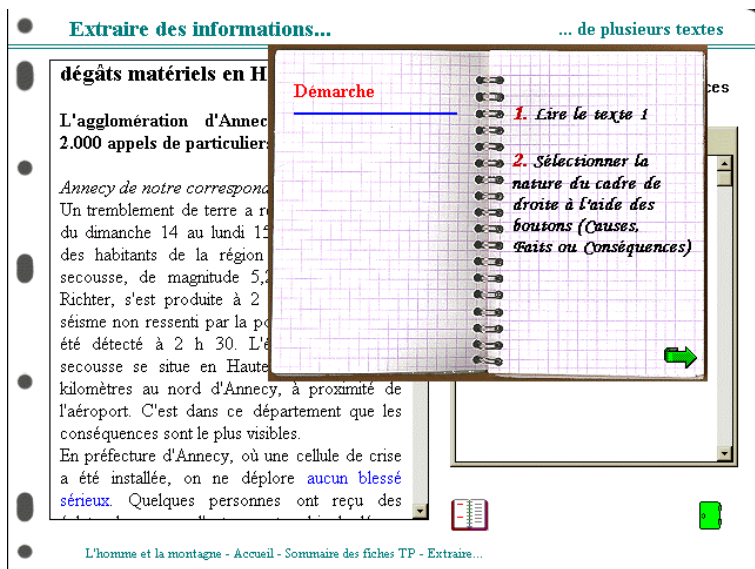 Extraire des informations...
... de plusieurs textes
dégâts matériels en H
L'agglomération d'Annec
2.000 appels de particulier
Annecy de notre correspond
Un tremblement de terre a r
du dimanche 14 au lundi 15
des habitants de la région
secousse, de magnitude 5,2
Richter, s'est produite à 2
séisme non ressenti par la po
été détecté à 2 h 30. L'é
secousse se situe en Haute
kilomètres au nord d'Annecy, à proximité de
l'aéroport. C'est dans ce département que les
conséquences sont le plus visibles.
En préfecture d'Annecy, où une cellule de crise
a été installée, on ne déplore aucun blessé
sérieux. Quelques personnes ont reçu des
Démarche
1. Lire le texte 1
2. Sélectionner la
nature du cadre de
droite à l'aide des
boutons (Causes,
Faits ou Conséquences)
ces
L'homme et la montagne - Accueil - Sommaire des fiches TP - Extraire...